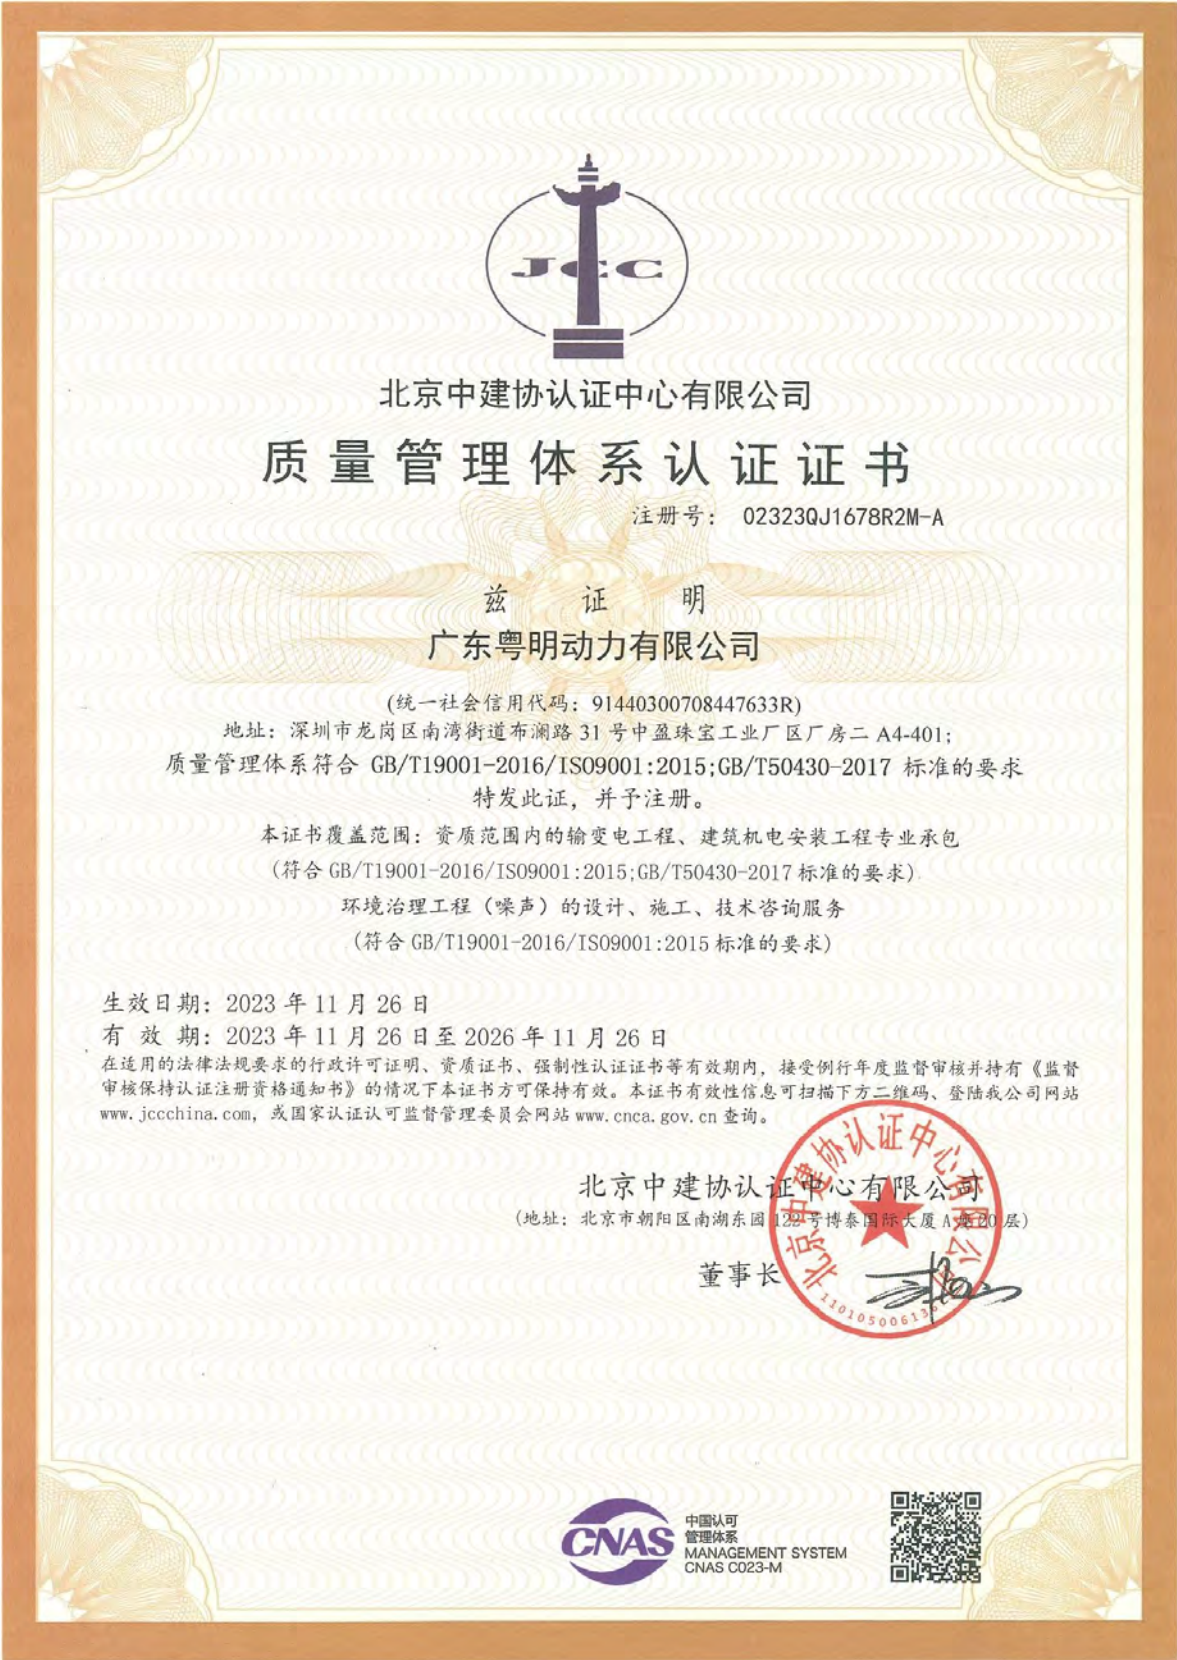 JCC
北京中建协认证中心有限公司
质量管理体系认证证书
注册号： 02323QJ1678R2M-A
兹 证 明
广东粤明动力有限公司
(统一社会信用代码：91440300708447633R)
地址：深圳市龙岗区南湾街道布澜路 31 号中盈珠宝工业厂区厂房二 A4-401;
质量管理体系符合 GB/T19001-2016/ISO9001:2015;GB/T50430-2017 标准的要求
特发此证，并予注册。
本证书覆盖范围：资质范围内的输变电工程、建筑机电安装工程专业承包
(符合 GB/T19001-2016/ISO9001:2015;GB/T50430-2017 标准的要求)
环境治理工程（噪声）的设计、施工、技术咨询服务
(符合 GB/T19001-2016/ISO9001:2015 标准的要求)
生效日期：2023 年 11 月 26 日
有 效 期：2023 年 11 月 26 日至 2026 年 11 月 26 日
在适用的法律法规要求的行政许可证明、资质证书、强制性认证证书等有效期内，接受例行年度监督审核并持有《监督
审核保持认证注册资格通知书》的情况下本证书方可保持有效。本证书有效性信息可扫描下方二维码、登陆我公司网站
www.jccchina.com，或国家认证认可监督管理委员会网站 www.cnca.gov.cn 查询。
北京中建协认证中心有限公司
(地址：北京市朝阳区南湖东园 122 号博泰国际大厦 A 座 20 层)
董事长
北京中建协认证中心有限公司
CNAS
中国认可
管理体系
MANAGEMENT SYSTEM
CNAS C023-M